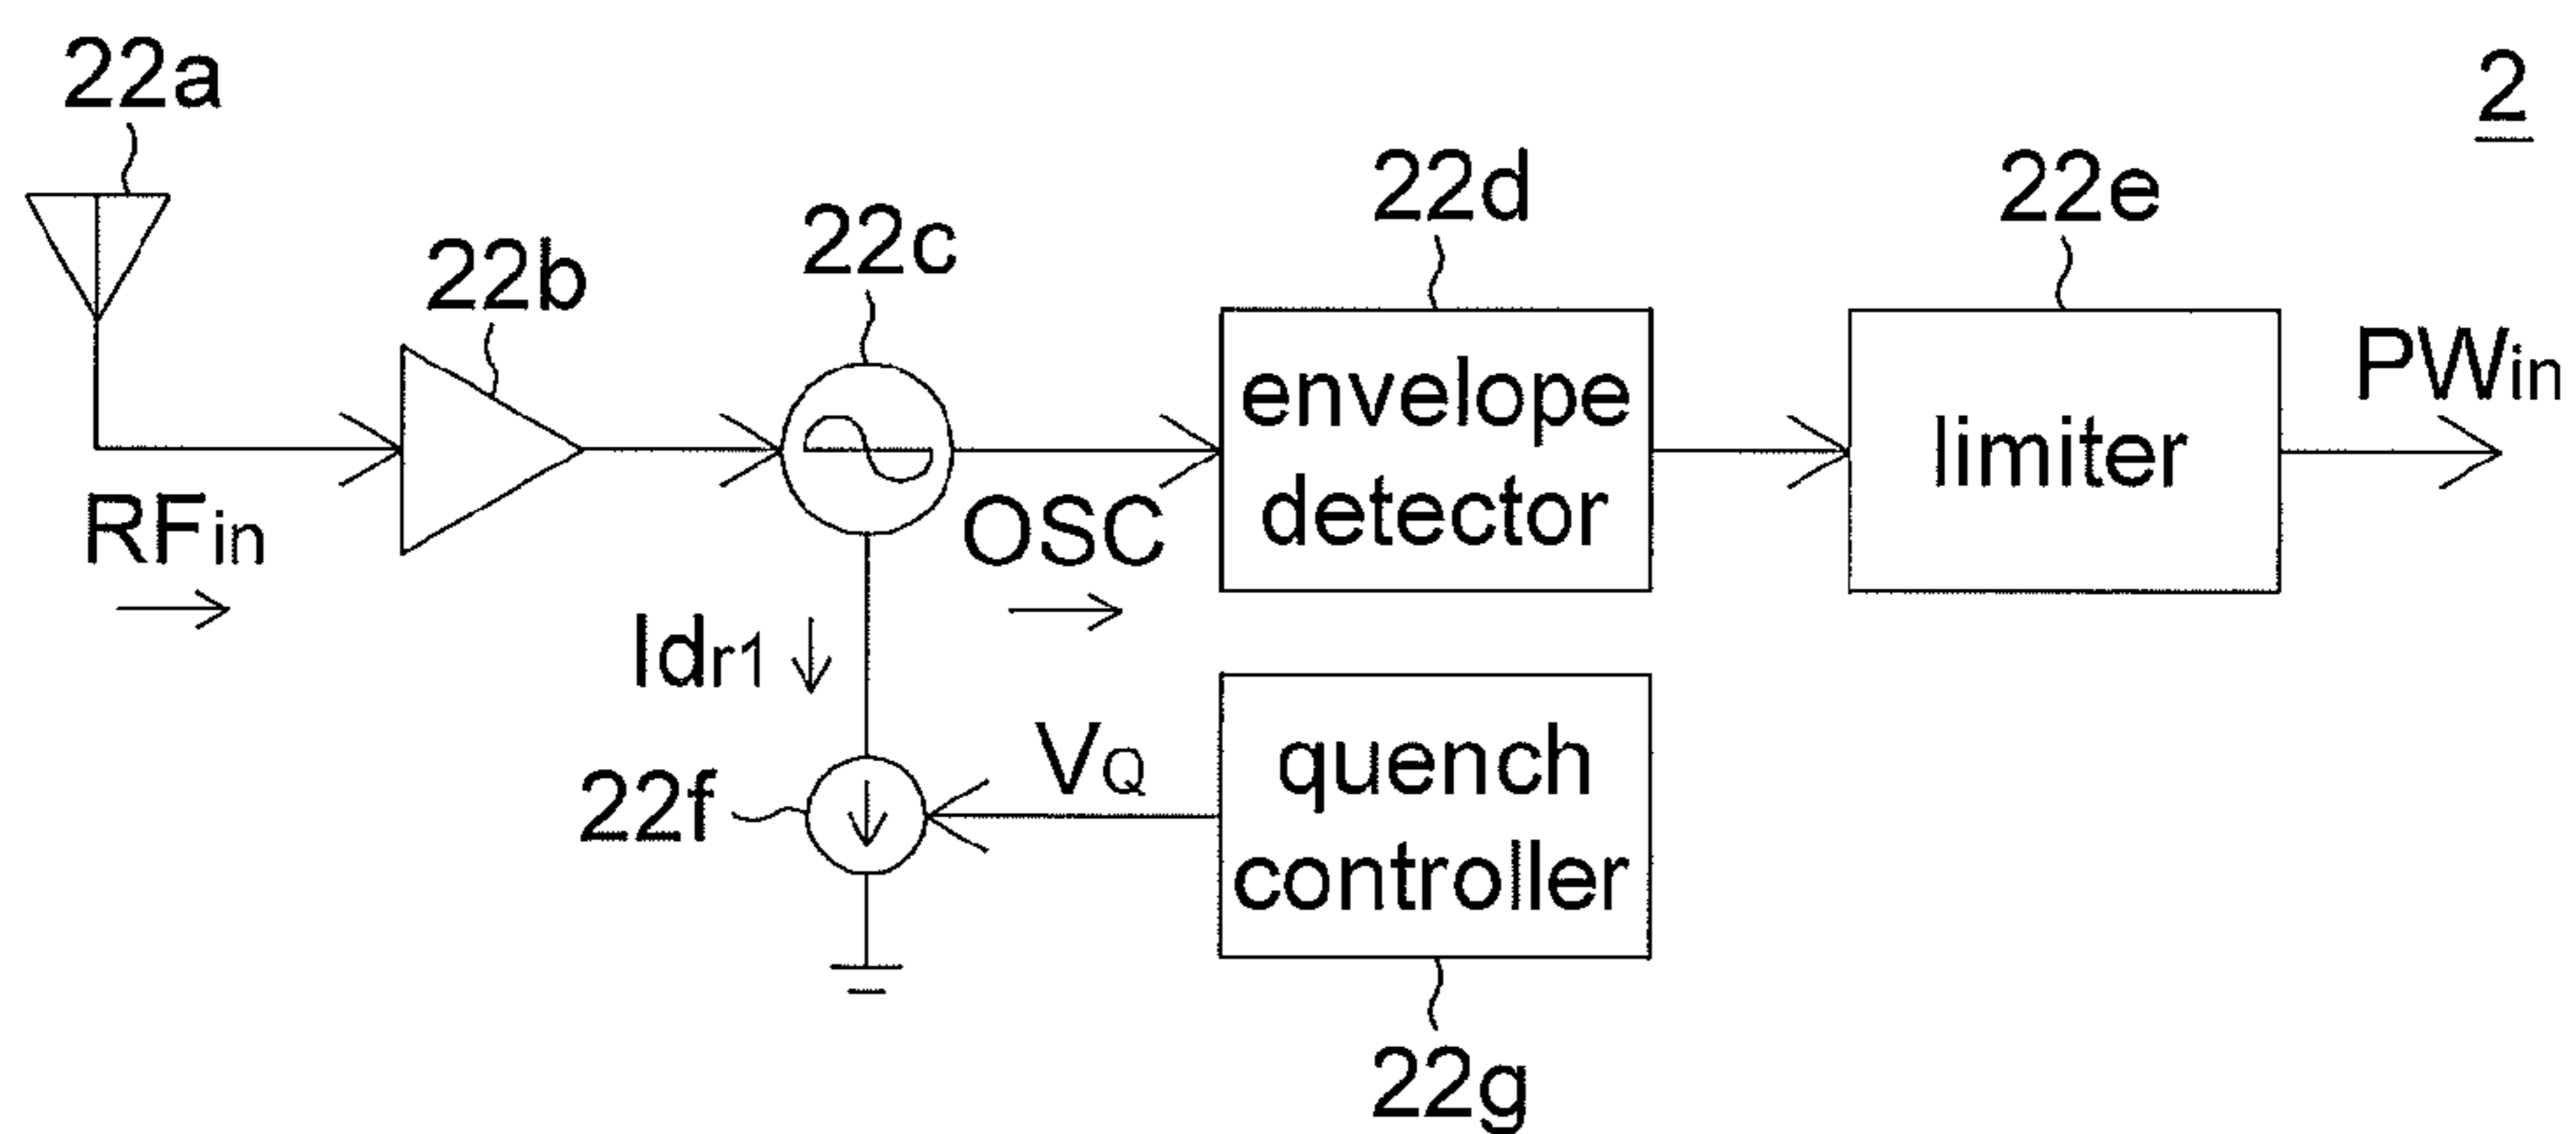 22a
2
22b
22c
22d
22e
envelope
detector
limiter
PWin
RFin
OSC
Idr1
22f
VQ
quench
controller
22g